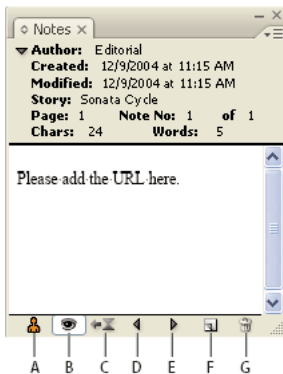 Notes
Author: Editorial
Created: 12/9/2004 at 11:15 AM
Modified: 12/9/2004 at 11:15 AM
Story: Sonata Cycle
Page: 1 Note No: 1 of 1
Chars: 24 Words: 5
Please add the URL here.
A B C D E F G